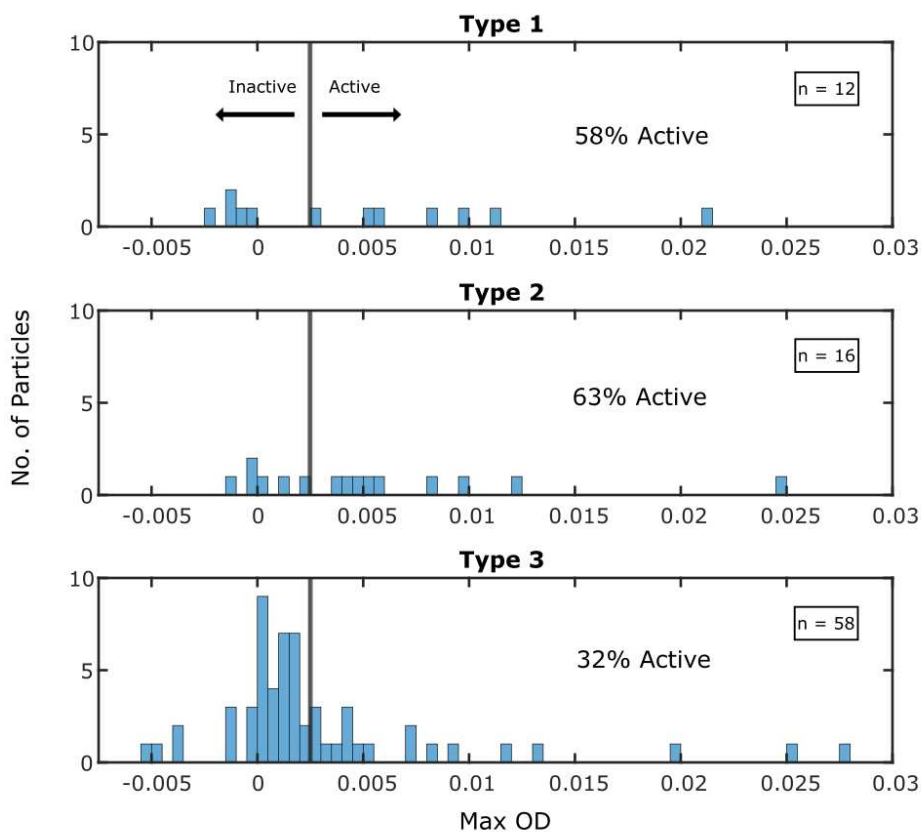 Type 1
10
Inactive
Active
n = 12
5
58% Active
0
-0.005 0 0.005 0.01 0.015 0.02 0.025 0.03
Type 2
10
n = 16
63% Active
5
0
-0.005 0 0.005 0.01 0.015 0.02 0.025 0.03
No. of Particles
Type 3
10
n = 58
32% Active
5
0
-0.005 0 0.005 0.01 0.015 0.02 0.025 0.03
Max OD